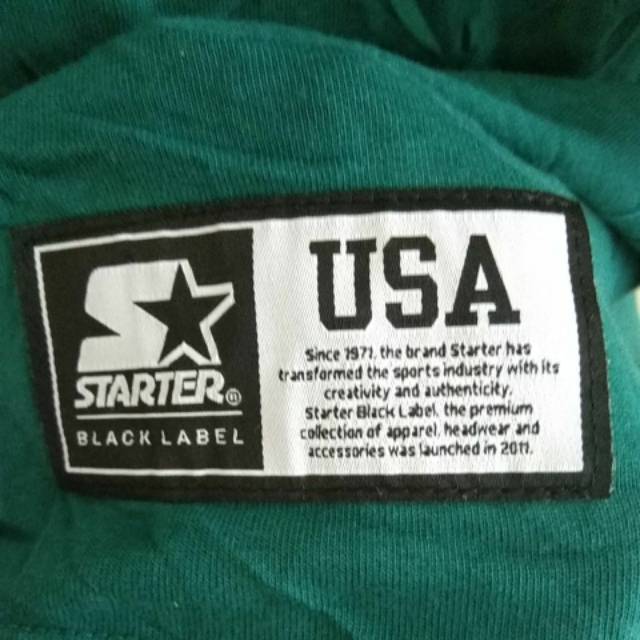 STARTER
BLACK LABEL
USA
Since 1971, the brand Starter has
transformed the sports industry with its
creativity and authenticity.
Starter Black Label, the premium
collection of apparel, headwear and
accessories was launched in 2011.